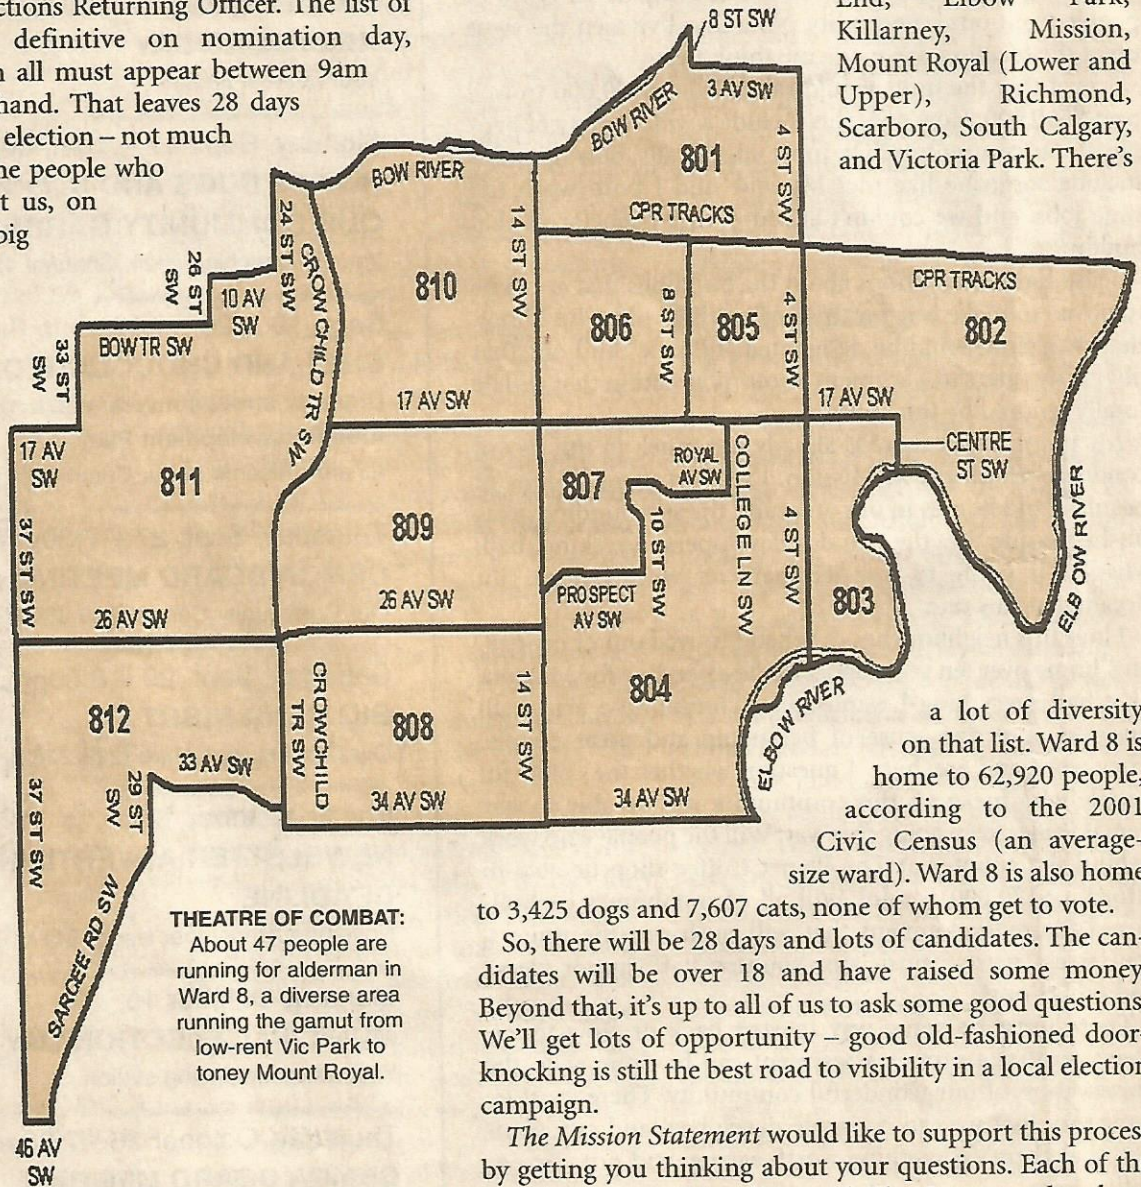 ctions Returning Officer. The list of
definitive on nomination day,
all must appear between 9am
hand. That leaves 28 days
election – not much
people who
t us, on
big
Killarney, Mission,
Mount Royal (Lower and
Upper), Richmond,
Scarboro, South Calgary,
and Victoria Park. There's
8 ST SW
3 AV SW
BOW RIVER
801
4 ST SW
CPR TRACKS
BOW RIVER
14 ST SW
24 ST SW
CROWCHILD TR SW
810
26 ST
SW
10 AV
SW
806
8 ST SW
805
4 ST SW
CPR TRACKS
802
BOW TR SW
33 ST
SW
17 AV SW
17 AV SW
17 AV
SW
811
CENTRE
ST SW
807
ROYAL
AV SW
COLLEGE LN SW
4 ST SW
37 ST SW
809
10 ST SW
ELBOW RIVER
26 AV SW
26 AV SW
PROSPECT
AV SW
803
812
CROWCHILD
TR SW
808
14 ST SW
804
ELBOW RIVER
33 AV SW
29 ST
SW
37 ST SW
34 AV SW
34 AV SW
SARCEE RD SW
46 AV
SW
THEATRE OF COMBAT:
About 47 people are
running for alderman in
Ward 8, a diverse area
running the gamut from
low-rent Vic Park to
toney Mount Royal.
a lot of diversity
on that list. Ward 8 is
home to 62,920 people,
according to the 2001
Civic Census (an average-
size ward). Ward 8 is also home
to 3,425 dogs and 7,607 cats, none of whom get to vote.
So, there will be 28 days and lots of candidates. The can-
didates will be over 18 and have raised some money
Beyond that, it's up to all of us to ask some good questions
We'll get lots of opportunity – good old-fashioned door-
knocking is still the best road to visibility in a local election
campaign.
The Mission Statement would like to support this proces
by getting you thinking about your questions. Each of th